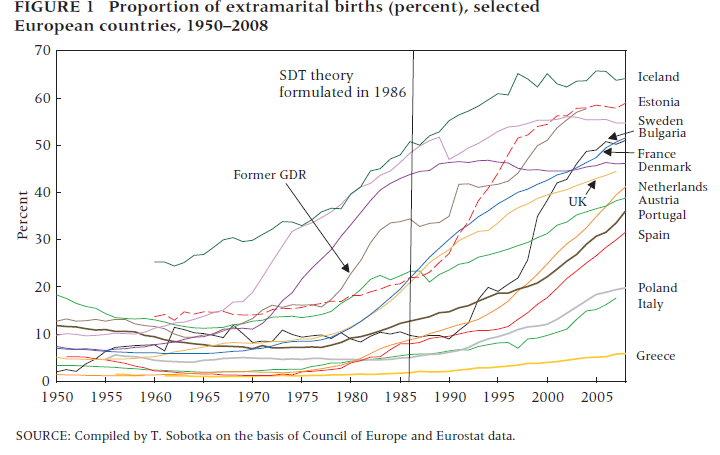 FIGURE 1 Proportion of extramarital births (percent), selected
European countries, 1950–2008
70
60
50
40
30
20
10
0
Percent
SDT theory
formulated in 1986
Former GDR
UK
Iceland
Estonia
Sweden
Bulgaria
France
Denmark
Netherlands
Austria
Portugal
Spain
Poland
Italy
Greece
1950 1955 1960 1965 1970 1975 1980 1985 1990 1995 2000 2005
SOURCE: Compiled by T. Sobotka on the basis of Council of Europe and Eurostat data.